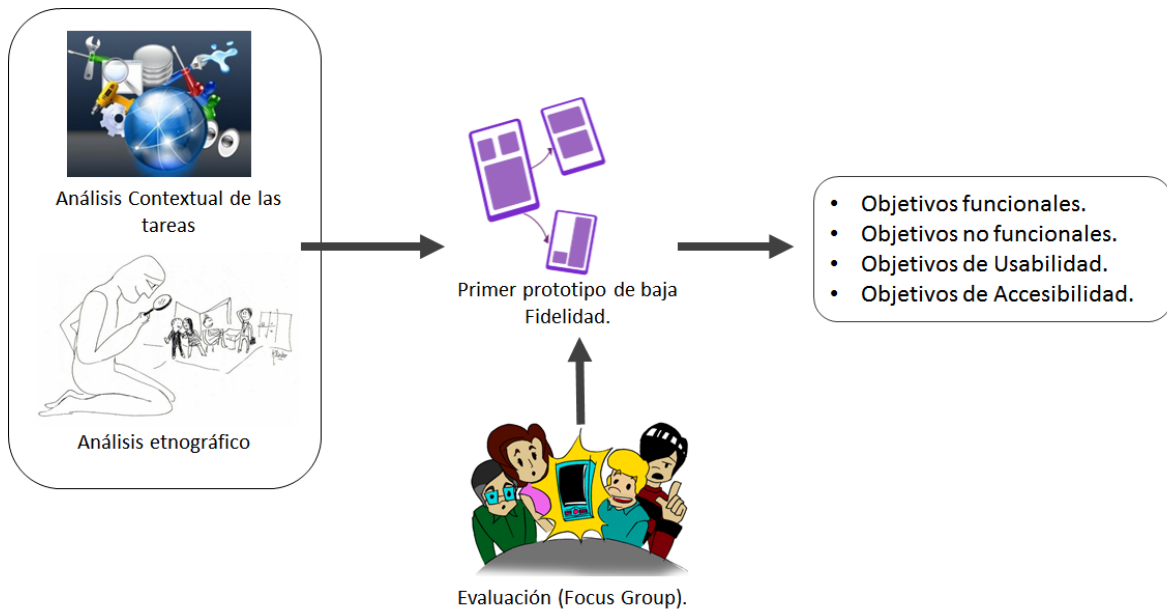 Análisis Contextual de las
tareas
Análisis etnográfico
Primer prototipo de baja
Fidelidad.
Evaluación (Focus Group).
• Objetivos funcionales.
• Objetivos no funcionales.
• Objetivos de Usabilidad.
• Objetivos de Accesibilidad.